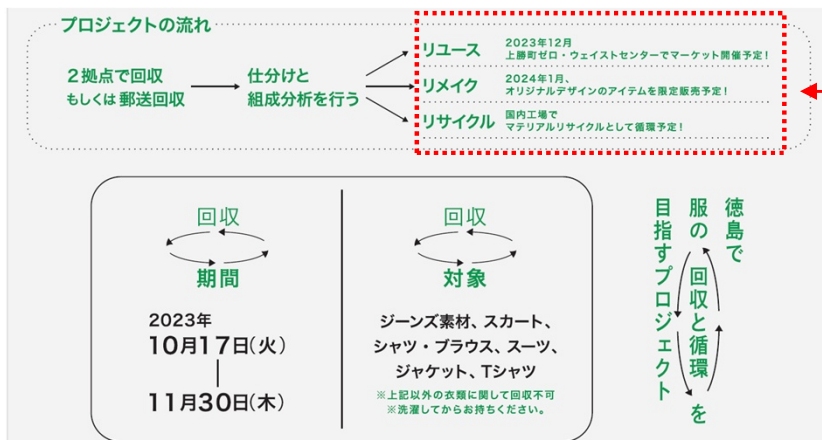 プロジェクトの流れ
2拠点で回収
もしくは 郵送回収
仕分けと
組成分析を行う
リユース
2023年12月
上勝町ゼロ・ウェイストセンターでマーケット開催予定！
リメイク
2024年1月、
オリジナルデザインのアイテムを限定販売予定！
リサイクル
国内工場で
マテリアルリサイクルとして循環予定！
回収
期間
2023年
10月17日(火)
11月30日(木)
回収
対象
ジーンズ素材、スカート、
シャツ・ブラウス、スーツ、
ジャケット、Tシャツ
※上記以外の衣類に関して回収不可
※洗濯してからお持ちください。
徳島で
服の回収と循環を
目指すプロジェクト